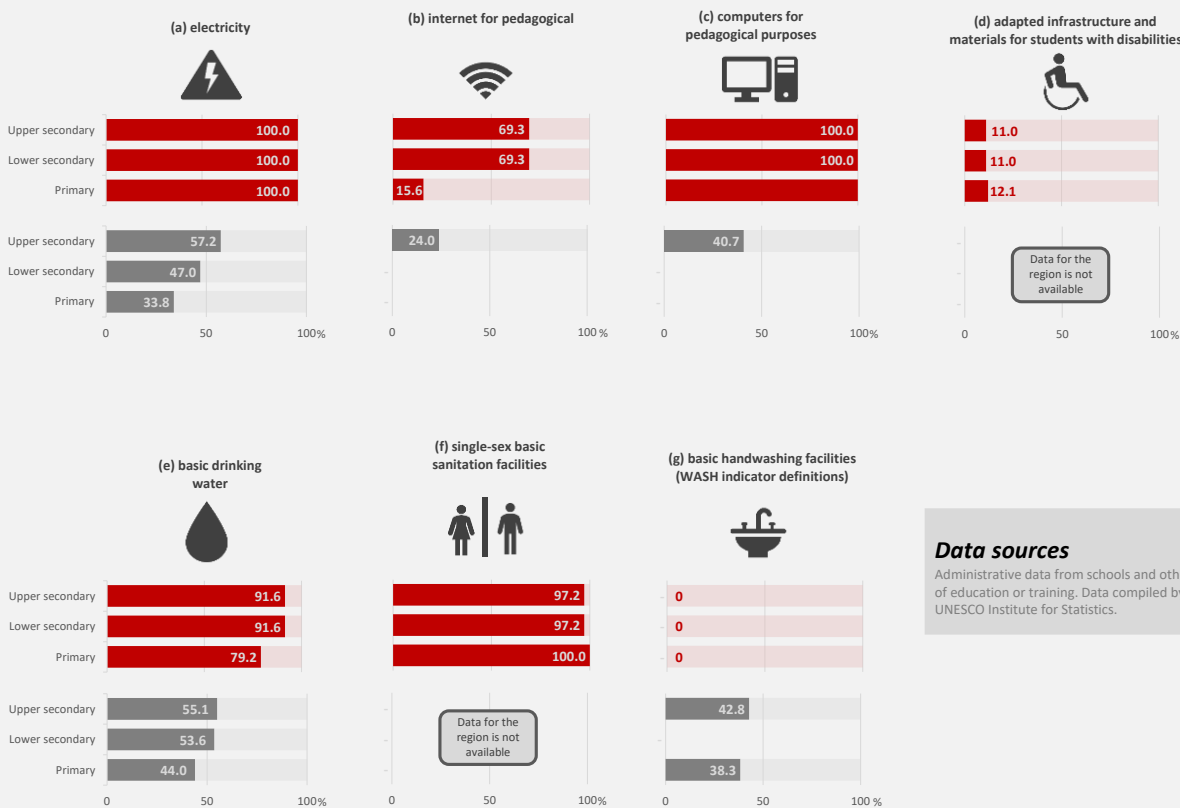 (a) electricity
(b) internet for pedagogical
(c) computers for
pedagogical purposes
(d) adapted infrastructure and
materials for students with disabilities
Upper secondary
100.0
69.3
100.0
11.0
Lower secondary
100.0
69.3
100.0
11.0
Primary
100.0
15.6
12.1
Upper secondary
57.2
24.0
40.7
Lower secondary
47.0
Primary
33.8
Data for the
region is not
available
0 50 100%
0 50 100%
0 50 100%
0 50 100%
(e) basic drinking
water
(f) single-sex basic
sanitation facilities
(g) basic handwashing facilities
(WASH indicator definitions)
Upper secondary
91.6
97.2
0
Lower secondary
91.6
97.2
0
Primary
79.2
100.0
0
Upper secondary
55.1
42.8
Lower secondary
53.6
Primary
44.0
38.3
Data for the
region is not
available
0 50 100%
0 50 100%
0 50 100%
Data sources
Administrative data from schools and oth
of education or training. Data compiled by
UNESCO Institute for Statistics.